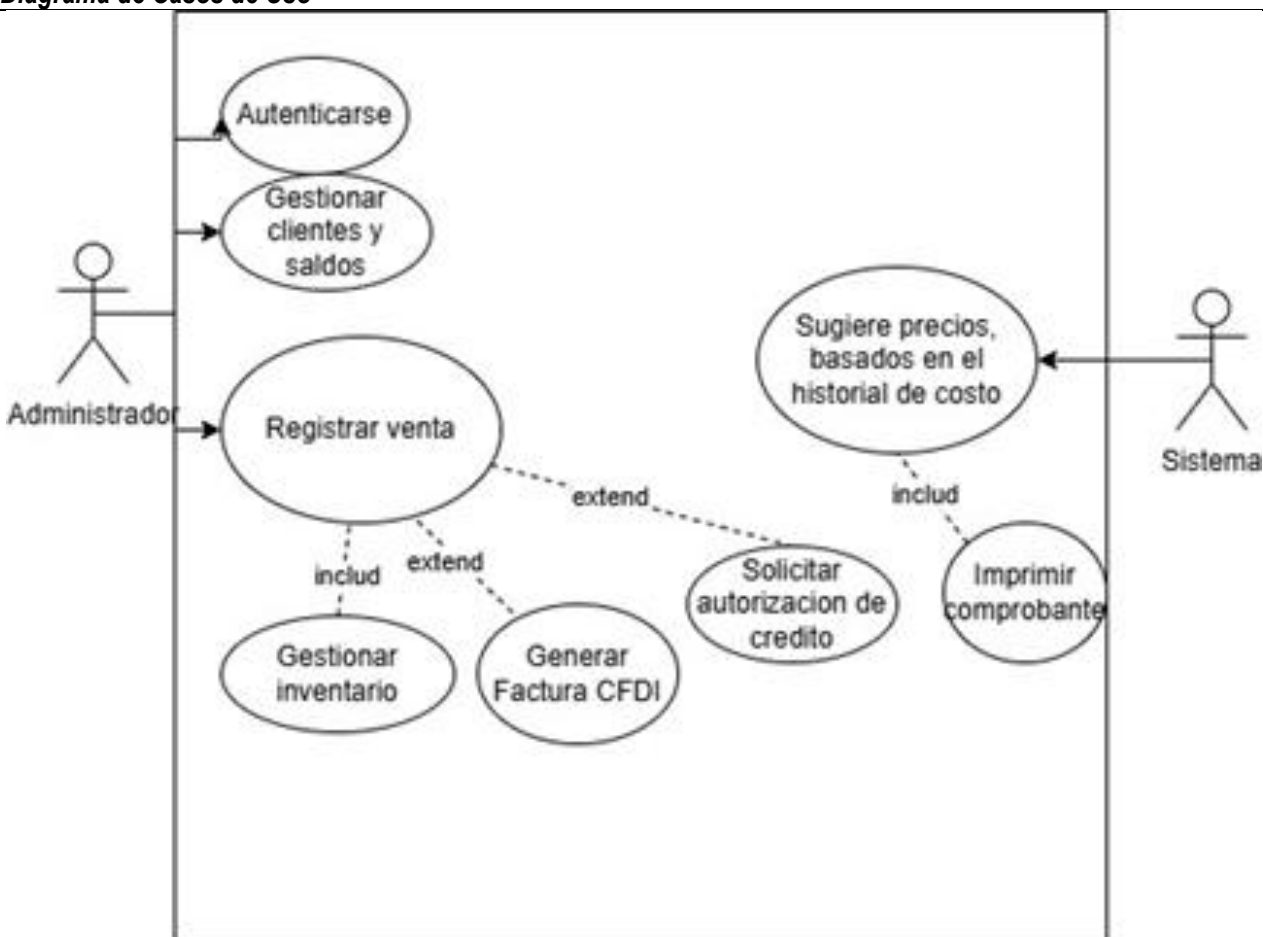 Diagrama de Casos de Uso
Autenticarse
Gestionar
clientes y
saldos
Administrador
Registrar venta
Sugiere precios,
basados en el
historial de costo
Sistema
extend
includ
includ
extend
Solicitar
autorizacion de
credito
Imprimir
comprobante
Gestionar
inventario
Generar
Factura CFDI